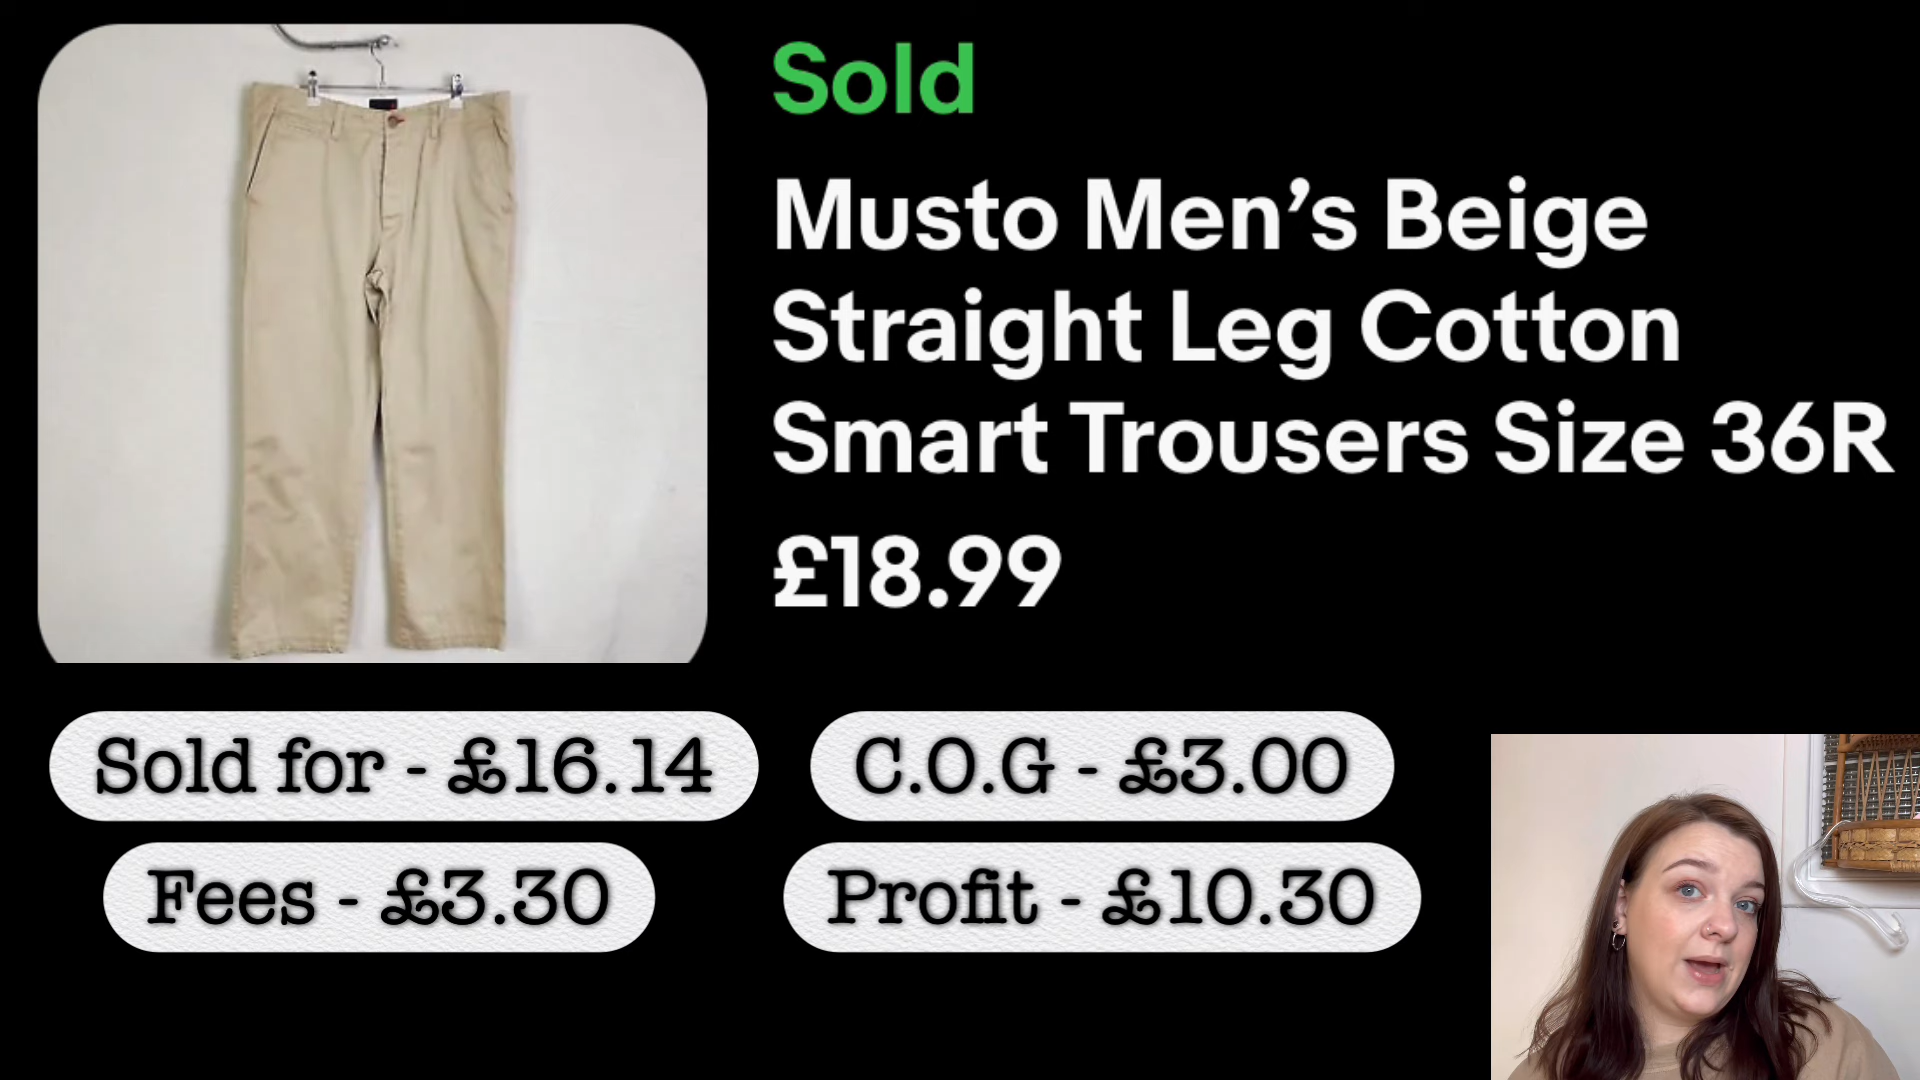 Sold
Musto Men’s Beige
Straight Leg Cotton
Smart Trousers Size 36R
£18.99
Sold for - £16.14
C.O.G - £3.00
Fees - £3.30
Profit - £10.30